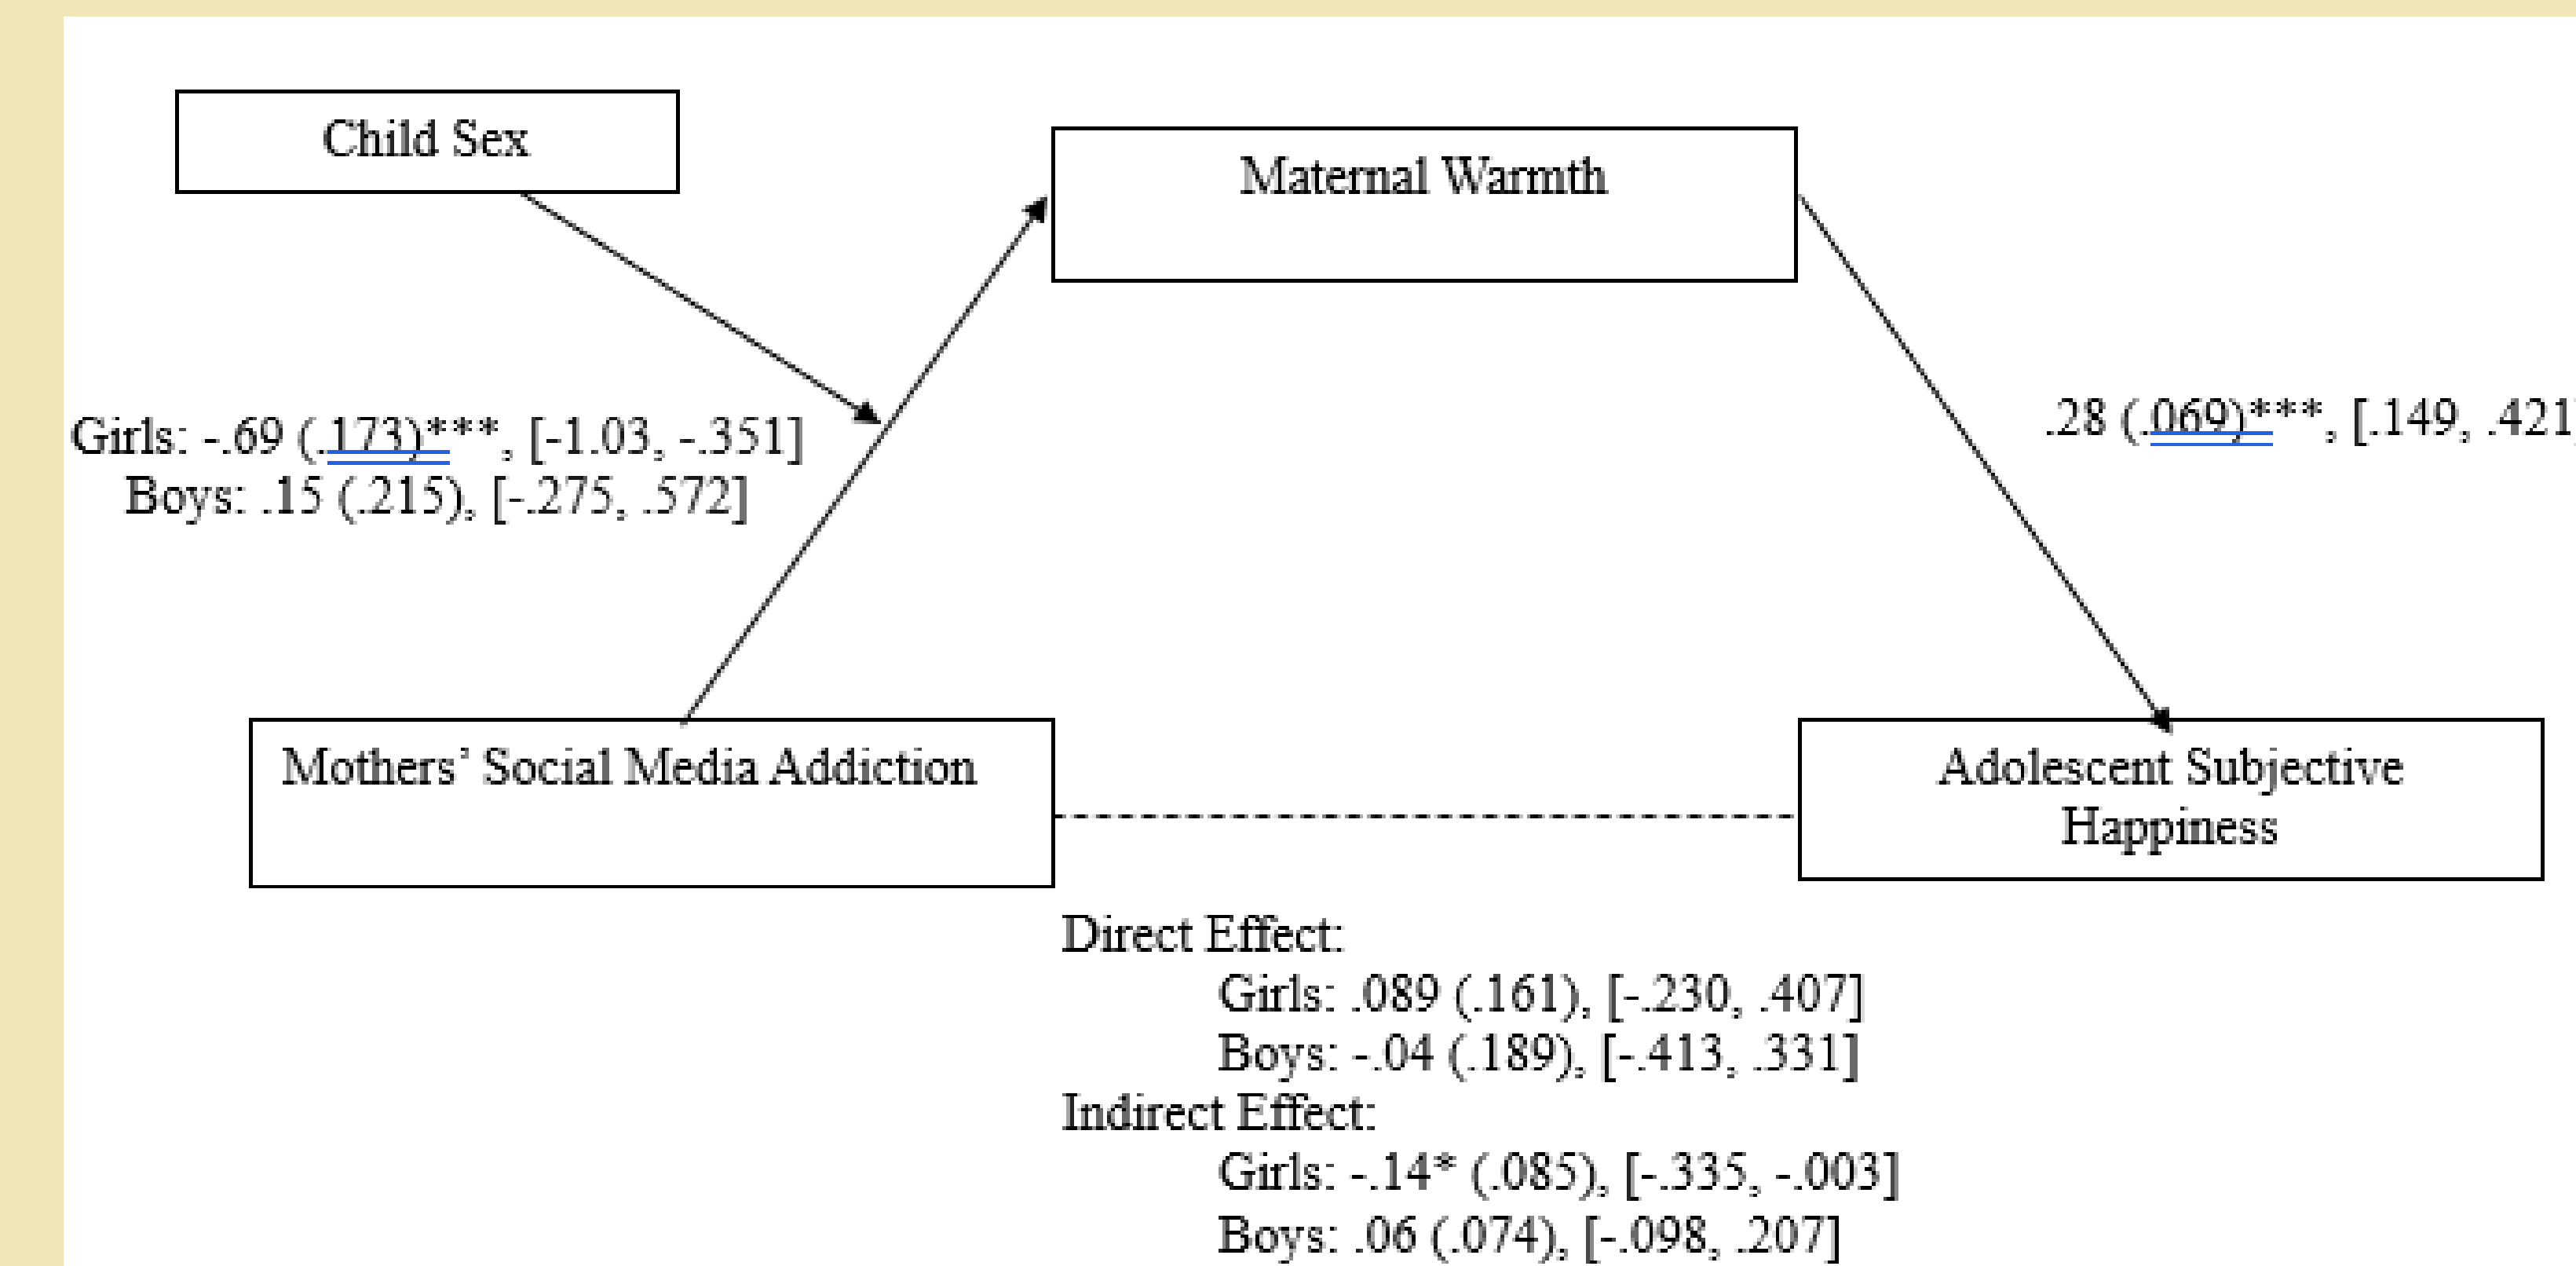 Child Sex
Maternal Warmth
Girls: -.69 (.173)***, [-1.03, -.351]
Boys: .15 (.215), [-.275, .572]
.28 (.069)***, [.149, .421]
Mothers’ Social Media Addiction
Adolescent Subjective
Happiness
Direct Effect:
Girls: .089 (.161), [-.230, .407]
Boys: -.04 (.189), [-.413, .331]
Indirect Effect:
Girls: -.14* (.085), [-.335, -.003]
Boys: .06 (.074), [-.098, .207]